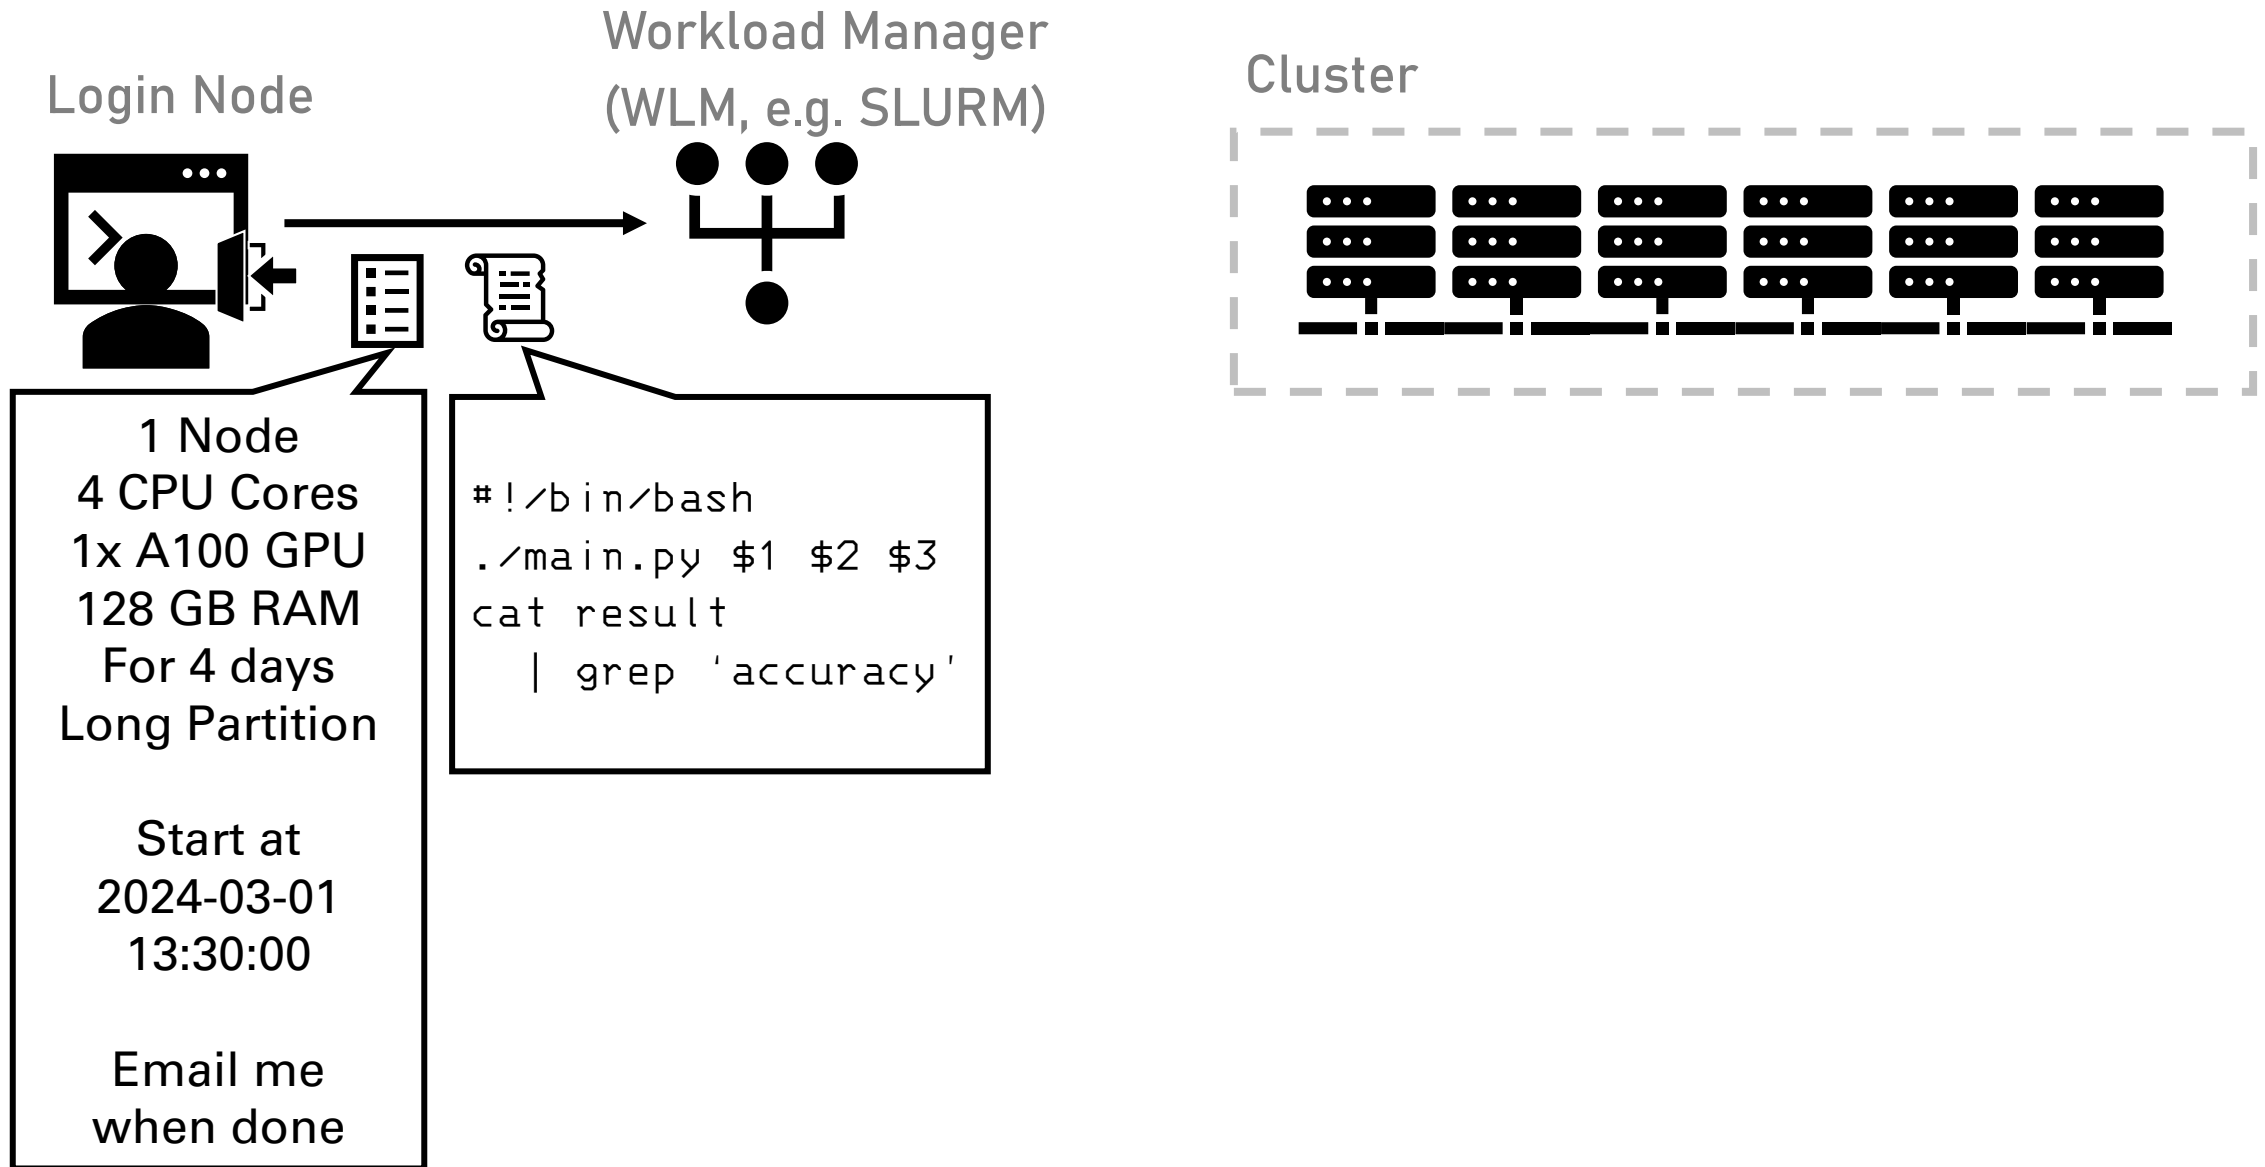 Login Node
Workload Manager
(WLM, e.g. SLURM)
Cluster
1 Node
4 CPU Cores
1x A100 GPU
128 GB RAM
For 4 days
Long Partition
Start at
2024-03-01
13:30:00
Email me
when done
#!/bin/bash
./main.py $1 $2 $3
cat result
| grep ‘accuracy’